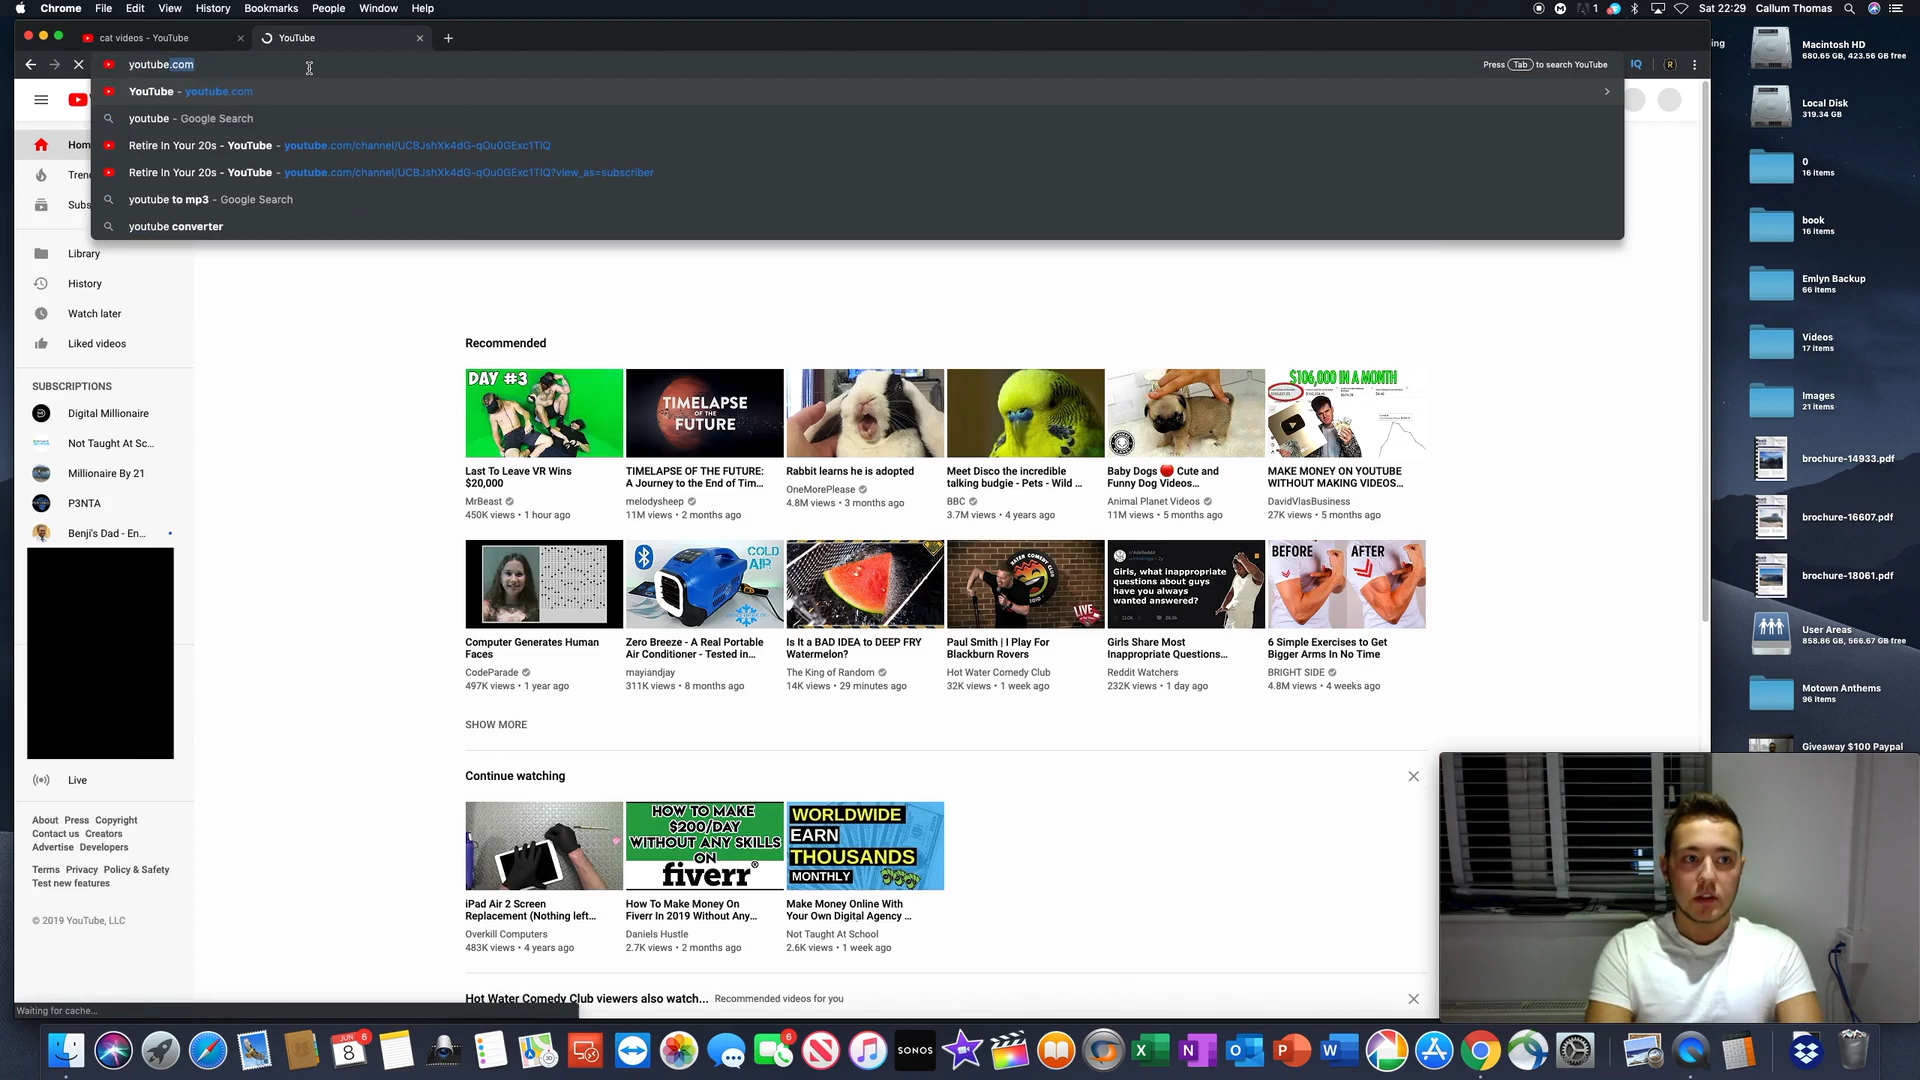 Chrome File Edit View History Bookmarks People Window Help
1 Sat 22:29 Callum Thomas
cat videos - YouTube
YouTube
youtube.com
Press Tab to search YouTube
IQ
R
YouTube - youtube.com
youtube - Google Search
Retire In Your 20s - YouTube - youtube.com/channel/UCBJshXk4dG-qOu0GExc1TIQ
Retire In Your 20s - YouTube - youtube.com/channel/UCBJshXk4dG-qOu0GExc1TIQ?view_as=subscriber
youtube to mp3 - Google Search
youtube converter
Hom
Tren
Subs
Library
History
Watch later
Liked videos
SUBSCRIPTIONS
Digital Millionaire
Not Taught At Sc...
Millionaire By 21
P3NTA
Benji's Dad - En...
Live
About Press Copyright
Contact us Creators
Advertise Developers
Terms Privacy Policy & Safety
Test new features
© 2019 YouTube, LLC
Waiting for cache...
Recommended
DAY #3
TIMELAPSE
OF THE
FUTURE
$106,000 IN A MONTH
Last To Leave VR Wins
$20,000
MrBeast
450K views • 1 hour ago
TIMELAPSE OF THE FUTURE:
A Journey to the End of Tim...
melodysheep
11M views • 2 months ago
Rabbit learns he is adopted
OneMorePlease
4.8M views • 3 months ago
Meet Disco the incredible
talking budgie - Pets - Wild ...
BBC
3.7M views • 4 years ago
Baby Dogs 🔴 Cute and
Funny Dog Videos...
Animal Planet Videos
11M views • 5 months ago
MAKE MONEY ON YOUTUBE
WITHOUT MAKING VIDEOS...
DavidVlasBusiness
27K views • 5 months ago
COLD
AIR
LIVE
Girls, what inappropriate
questions about guys
have you always
wanted answered?
BEFORE AFTER
Computer Generates Human
Faces
CodeParade
497K views • 1 year ago
Zero Breeze - A Real Portable
Air Conditioner - Tested in...
mayiandjay
311K views • 8 months ago
Is It a BAD IDEA to DEEP FRY
Watermelon?
The King of Random
14K views • 29 minutes ago
Paul Smith | I Play For
Blackburn Rovers
Hot Water Comedy Club
32K views • 1 week ago
Girls Share Most
Inappropriate Questions...
Reddit Watchers
232K views • 1 day ago
6 Simple Exercises to Get
Bigger Arms In No Time
BRIGHT SIDE
4.8M views • 4 weeks ago
SHOW MORE
Continue watching
HOW TO MAKE
$200/DAY
WITHOUT ANY SKILLS
ON
fiverr
WORLDWIDE
EARN
THOUSANDS
MONTHLY
iPad Air 2 Screen
Replacement (Nothing left...
Overkill Computers
483K views • 4 years ago
How To Make Money On
Fiverr In 2019 Without Any...
Daniels Hustle
2.7K views • 2 months ago
Make Money Online With
Your Own Digital Agency ...
Not Taught At School
2.6K views • 1 week ago
Hot Water Comedy Club viewers also watch... Recommended videos for you
ing
Macintosh HD
680.65 GB, 423.56 GB free
Local Disk
319.34 GB
0
16 items
book
16 items
Emlyn Backup
66 items
Videos
17 items
Images
21 items
brochure-14933.pdf
brochure-16607.pdf
brochure-18061.pdf
User Areas
858.86 GB, 566.67 GB free
Motown Anthems
96 items
Giveaway $100 Paypal
JUN 6
8
6
SONOS